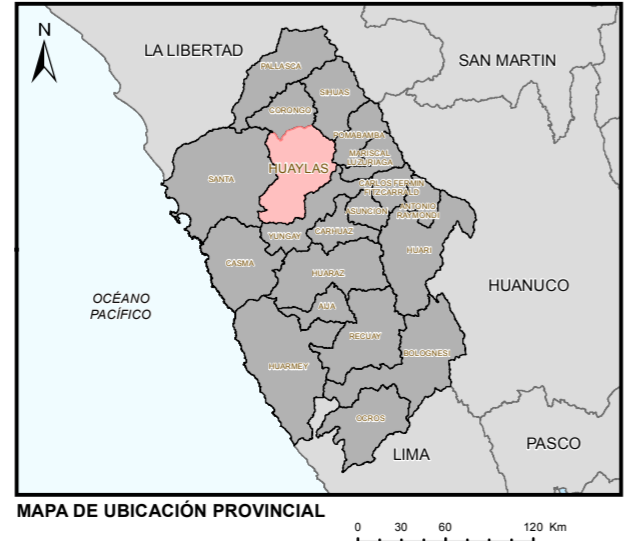 N
LA LIBERTAD
SAN MARTIN
PALLASCA
SIHUAS
CORONGO
POMABAMBA
MARISCAL
LUZURIAGA
HUAYLAS
SANTA
CARLOS FERMIN
FITZCARRALD
ASUNCION
ANTONIO
RAYMONDI
YUNGAY
CARHUAZ
HUARI
CASMA
HUARAZ
HUANUCO
OCÉANO
PACÍFICO
AIJA
RECUAY
BOLOGNESI
HUARMEY
OCROS
LIMA
PASCO
MAPA DE UBICACIÓN PROVINCIAL
0 30 60 120 Km